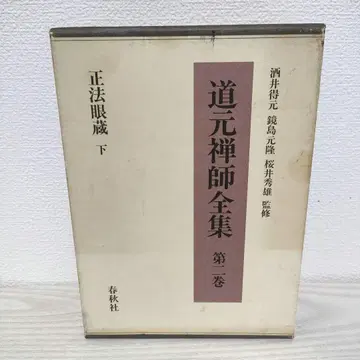 酒井得元 鏡島元隆 桜井秀雄 監修
道元禅師全集 第二巻
正法眼蔵 下
春秋社